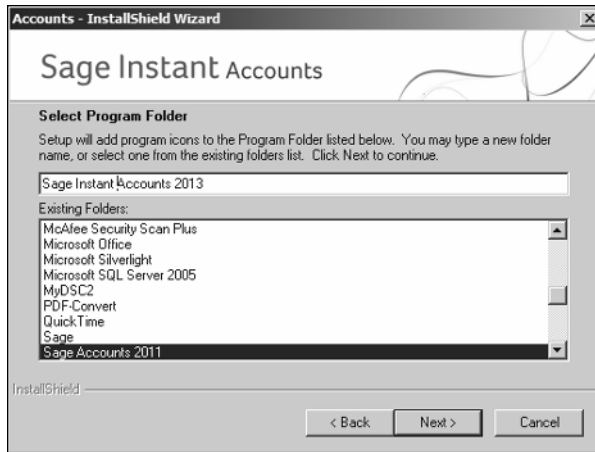 Accounts - InstallShield Wizard
Sage Instant Accounts
Select Program Folder
Setup will add program icons to the Program Folder listed below. You may type a new folder
name, or select one from the existing folders list. Click Next to continue.
Sage Instant Accounts 2013
Existing Folders:
McAfee Security Scan Plus
Microsoft Office
Microsoft Silverlight
Microsoft SQL Server 2005
MyDSC2
PDF-Convert
QuickTime
Sage
Sage Accounts 2011
InstallShield
< Back Next > Cancel